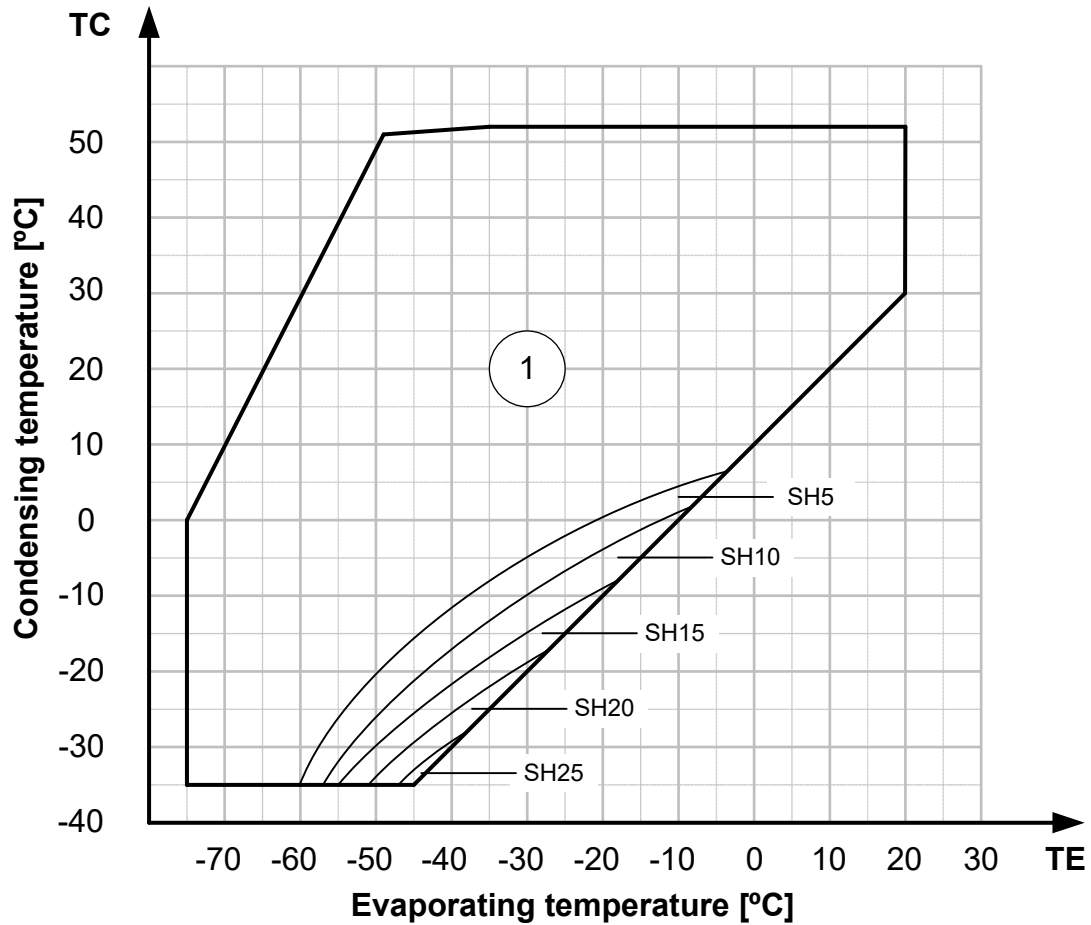 TC
50
40
30
20
10
0
-10
-20
-30
-40
Condensing temperature [ºC]
1
SH5
SH10
SH15
SH20
SH25
-70 -60 -50 -40 -30 -20 -10 0 10 20 30 TE
Evaporating temperature [ºC]